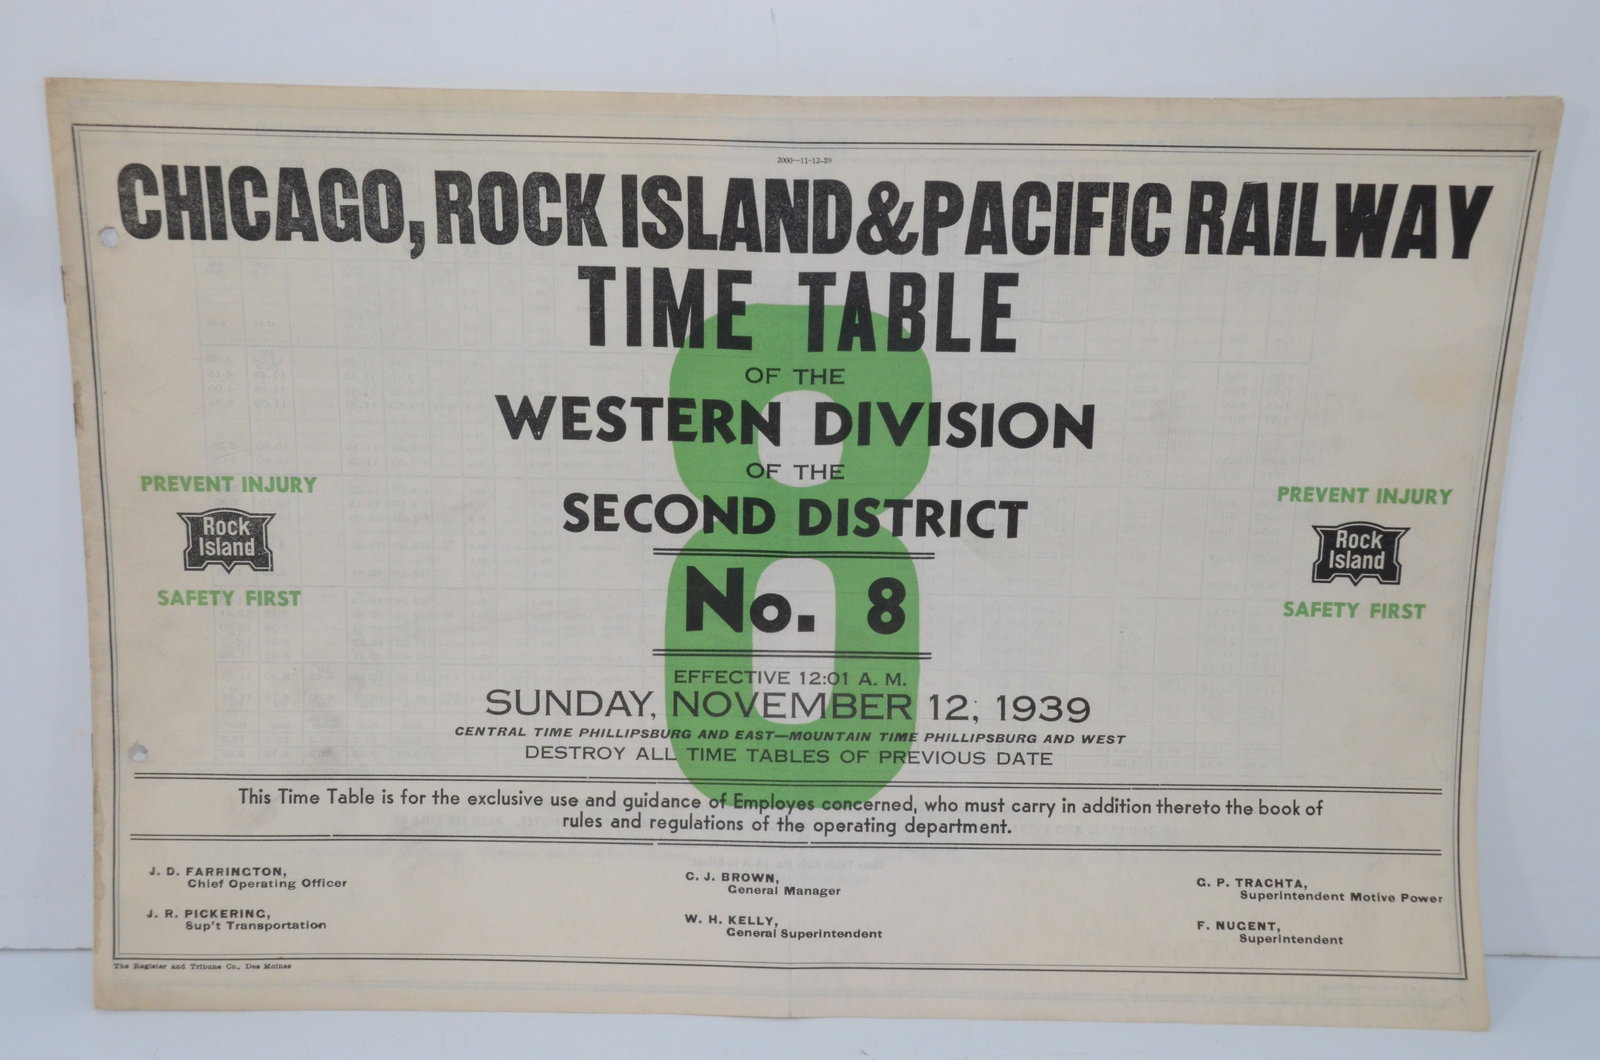 2000—11-12-39
CHICAGO, ROCK ISLAND & PACIFIC RAILWAY
TIME TABLE
OF THE
WESTERN DIVISION
OF THE
SECOND DISTRICT
No. 8
8
PREVENT INJURY
Rock
Island
SAFETY FIRST
PREVENT INJURY
Rock
Island
SAFETY FIRST
EFFECTIVE 12:01 A. M.
SUNDAY, NOVEMBER 12, 1939
CENTRAL TIME PHILLIPSBURG AND EAST—MOUNTAIN TIME PHILLIPSBURG AND WEST
DESTROY ALL TIME TABLES OF PREVIOUS DATE
This Time Table is for the exclusive use and guidance of Employes concerned, who must carry in addition thereto the book of
rules and regulations of the operating department.
J. D. FARRINGTON,
Chief Operating Officer
J. R. PICKERING,
Sup't Transportation
C. J. BROWN,
General Manager
W. H. KELLY,
General Superintendent
G. P. TRACHTA,
Superintendent Motive Power
F. NUGENT,
Superintendent
The Register and Tribune Co., Des Moines